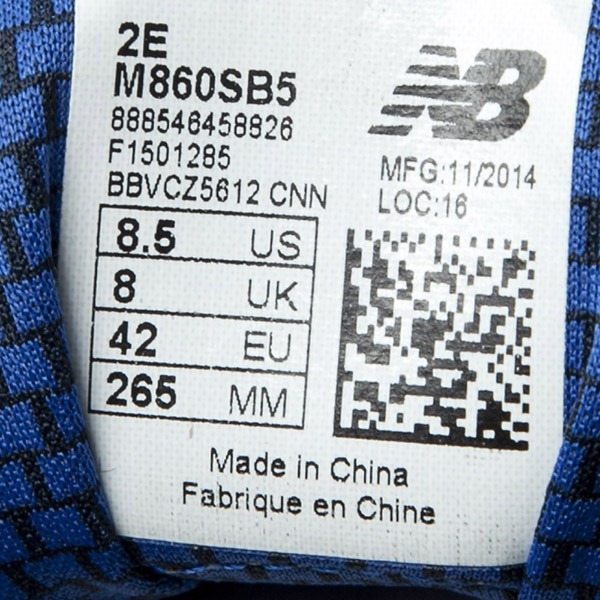 2E
M860SB5
NB
888546458826
F1501285
BBVCZ5612 CNN
MFG:11/2014
LOC:16
8.5 US
8 UK
42 EU
265 MM
Made in China
Fabrique en Chine